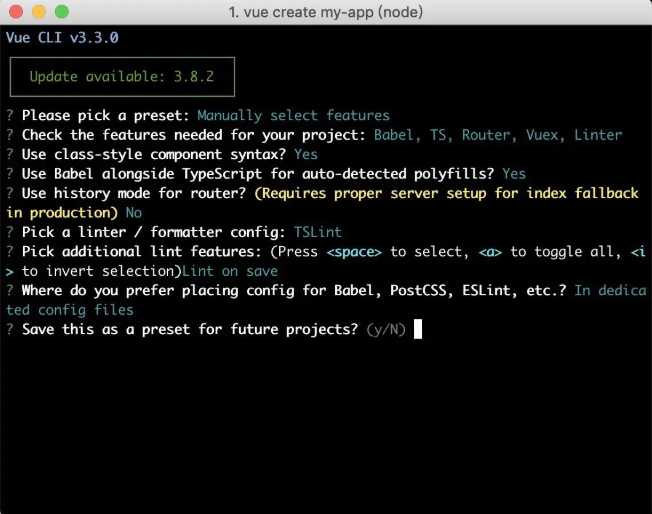 1. vue create my-app (node)
Vue CLI v3.3.0
Update available: 3.8.2
? Please pick a preset: Manually select features
? Check the features needed for your project: Babel, TS, Router, Vuex, Linter
? Use class-style component syntax? Yes
? Use Babel alongside TypeScript for auto-detected polyfills? Yes
? Use history mode for router? (Requires proper server setup for index fallback
in production) No
? Pick a linter / formatter config: TSLint
? Pick additional lint features: (Press <space> to select, <a> to toggle all, <i
> to invert selection)Lint on save
? Where do you prefer placing config for Babel, PostCSS, ESLint, etc.? In dedica
ted config files
? Save this as a preset for future projects? (y/N)